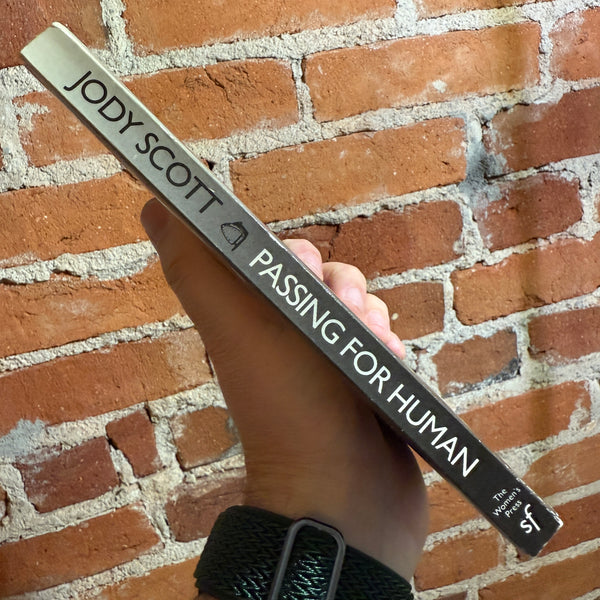 JODY SCOTT
PASSING FOR HUMAN
The
Women's
Press
sf